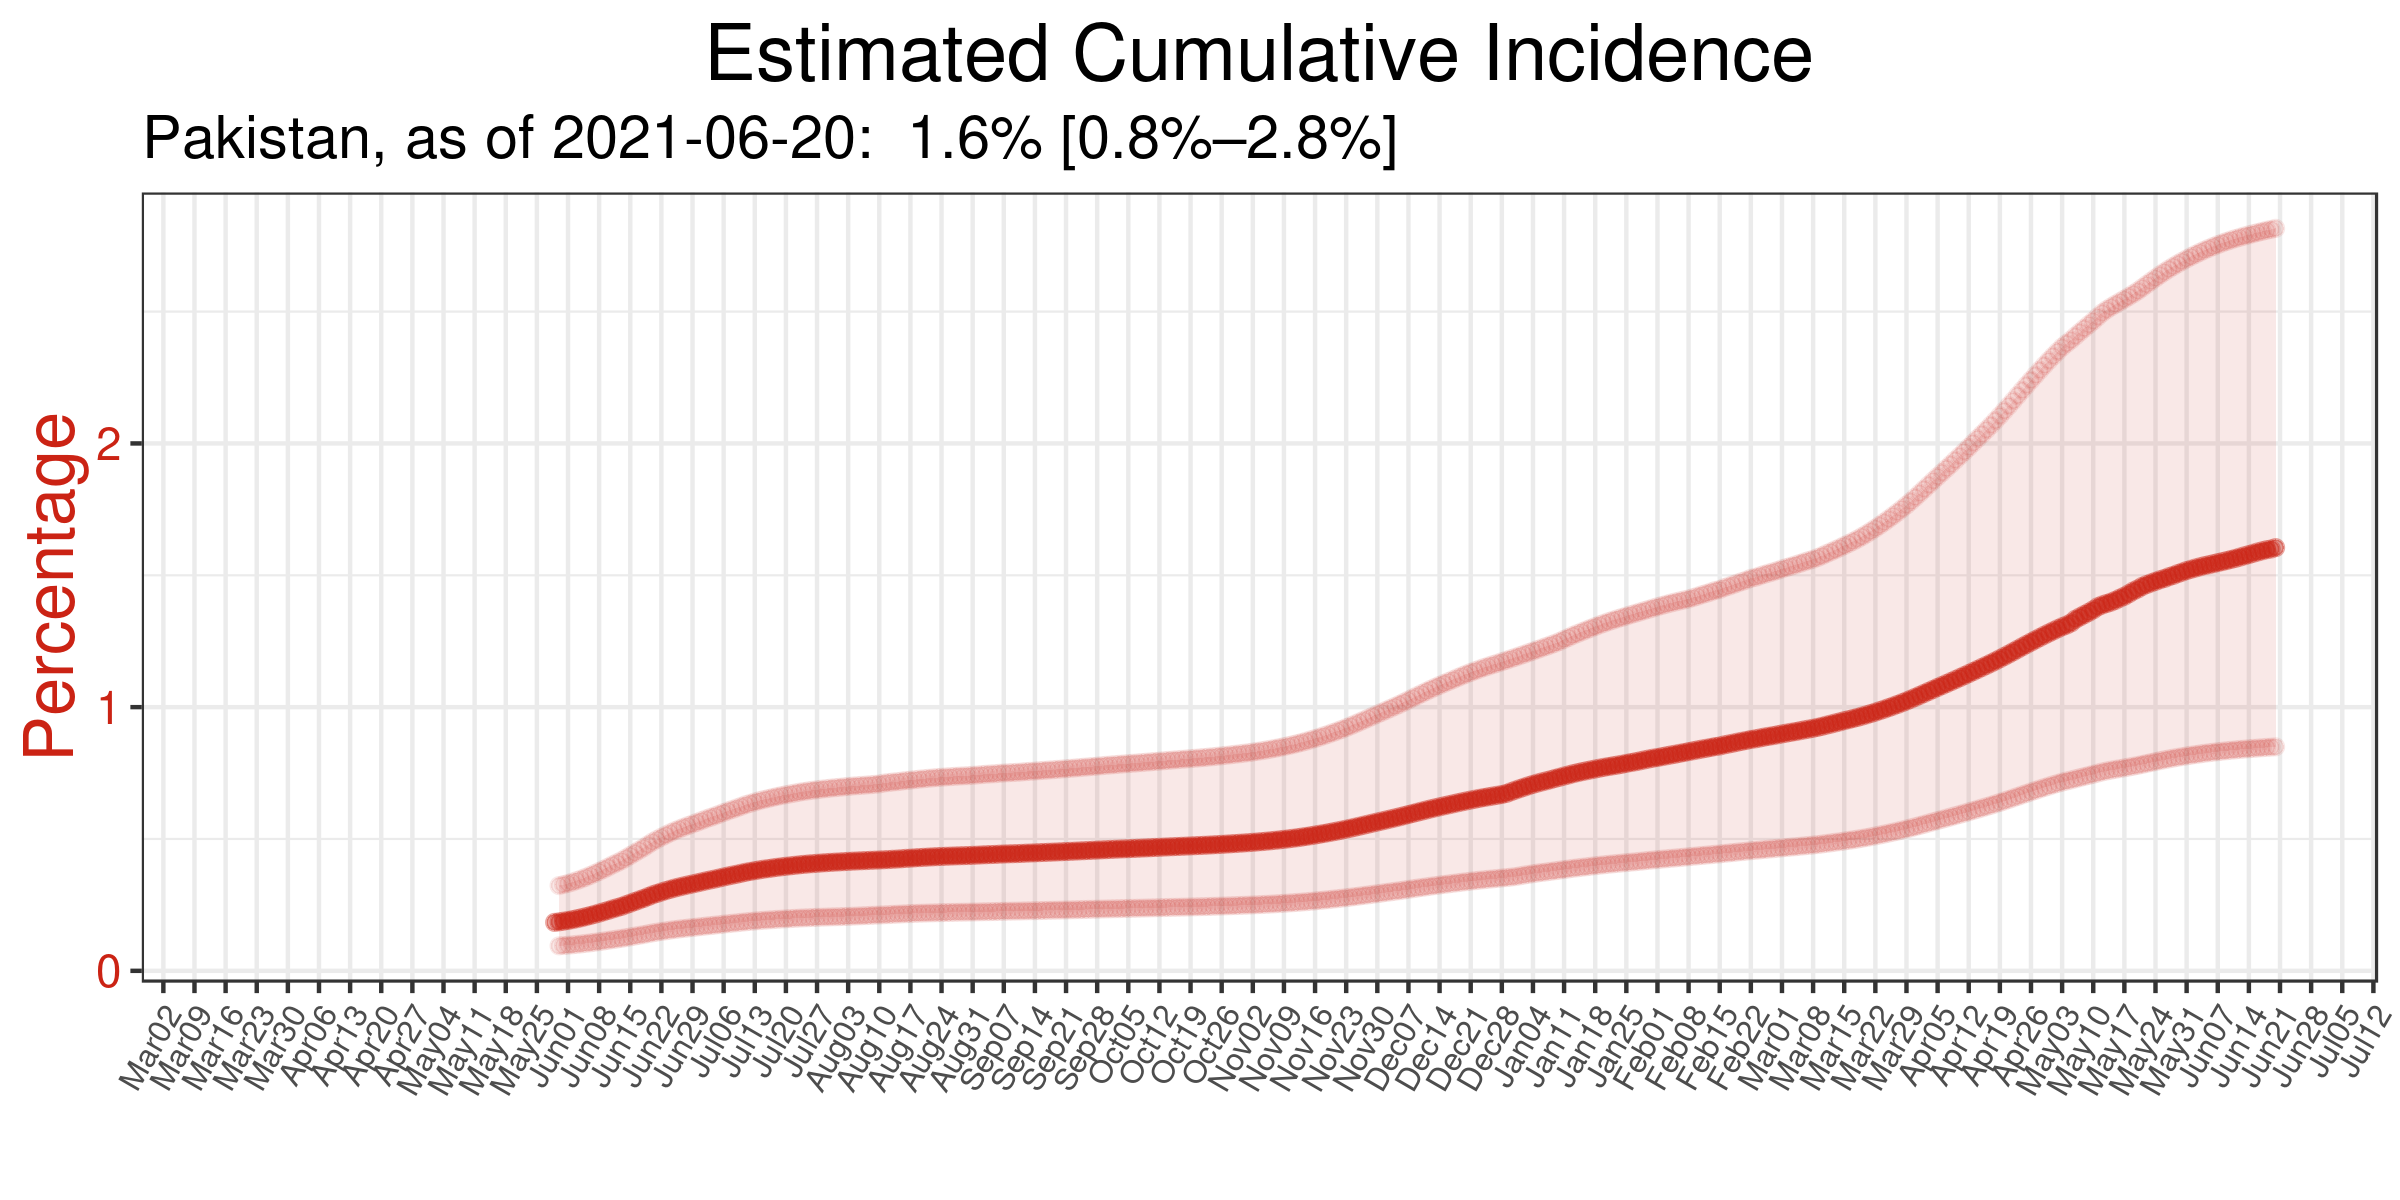 Estimated Cumulative Incidence
Pakistan, as of 2021-06-20:  1.6% [0.8%–2.8%]
Percentage
2
1
0
Mar02
Mar09
Mar16
Mar23
Mar30
Apr06
Apr13
Apr20
Apr27
May04
May11
May18
May25
Jun01
Jun08
Jun15
Jun22
Jun29
Jul06
Jul13
Jul20
Jul27
Aug03
Aug10
Aug17
Aug24
Aug31
Sep07
Sep14
Sep21
Sep28
Oct05
Oct12
Oct19
Oct26
Nov02
Nov09
Nov16
Nov23
Nov30
Dec07
Dec14
Dec21
Dec28
Jan04
Jan11
Jan18
Jan25
Feb01
Feb08
Feb15
Feb22
Mar01
Mar08
Mar15
Mar22
Mar29
Apr05
Apr12
Apr19
Apr26
May03
May10
May17
May24
May31
Jun07
Jun14
Jun21
Jun28
Jul05
Jul12